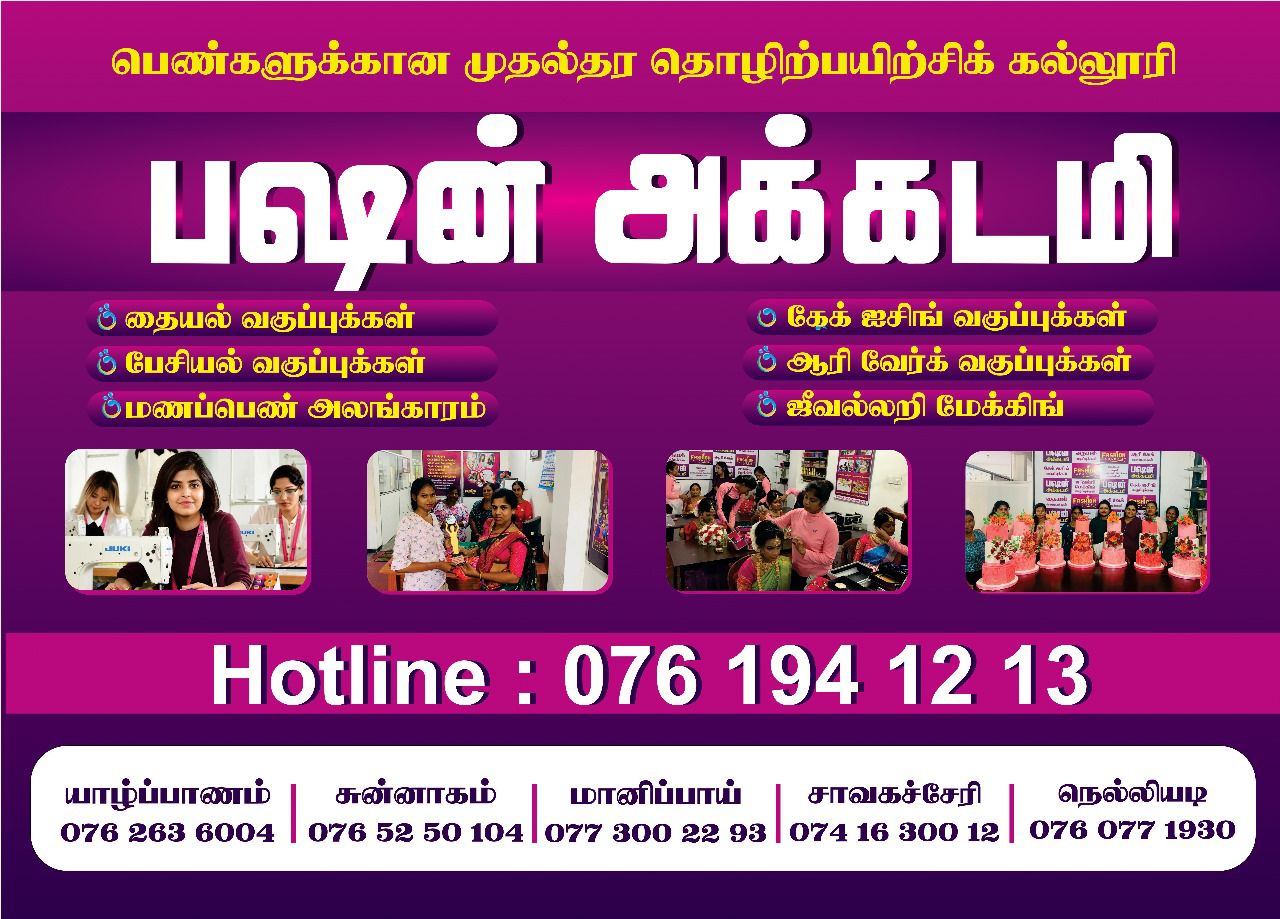 பெண்களுக்கான முதல்தர தொழிற்பயிற்சிக் கல்லூரி
பஷன் அக்கடமி
தையல் வகுப்புக்கள்
பேசியல் வகுப்புக்கள்
மணப்பெண் அலங்காரம்
கேக் ஐசிங் வகுப்புக்கள்
ஆரி வேர்க் வகுப்புக்கள்
ஜீவல்லறி மேக்கிங்
JUKI
Hotline : 076 194 12 13
யாழ்ப்பாணம்
076 263 6004
சுன்னாகம்
076 52 50 104
மானிப்பாய்
077 300 22 93
சாவகச்சேரி
074 16 300 12
நெல்லியடி
076 077 1930